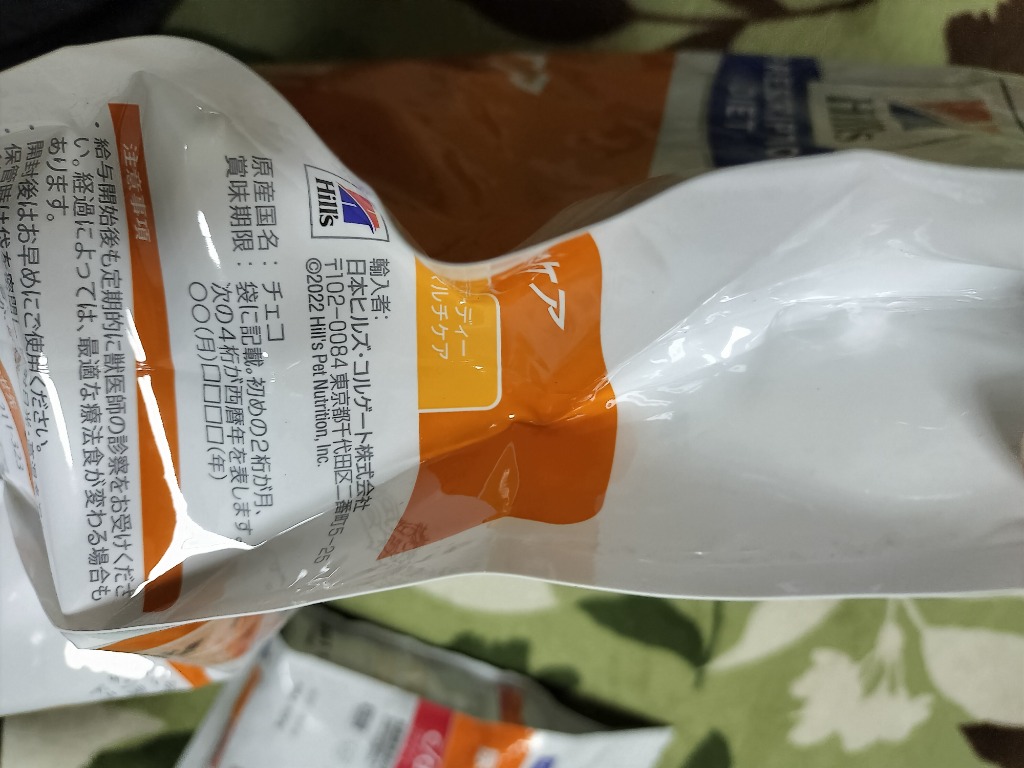 Hill's
輸入者:
日本ヒルズ・コルゲート株式会社
〒102-0084 東京都千代田区二番町5-25
©2022 Hill's Pet Nutrition, Inc.
原産国名: チェコ
賞味期限: 袋に記載。初めの2桁が月、
次の4桁が西暦年を表します。
〇〇(月)□□□□(年)
注意事項
・給与開始後も定期的に獣医師の診察をお受けくださ
い。経過によっては、最適な療法食が変わる場合も
あります。
・開封後はお早めにご使用ください。
ディー
ルチケア
ケア
DIET
Hill's